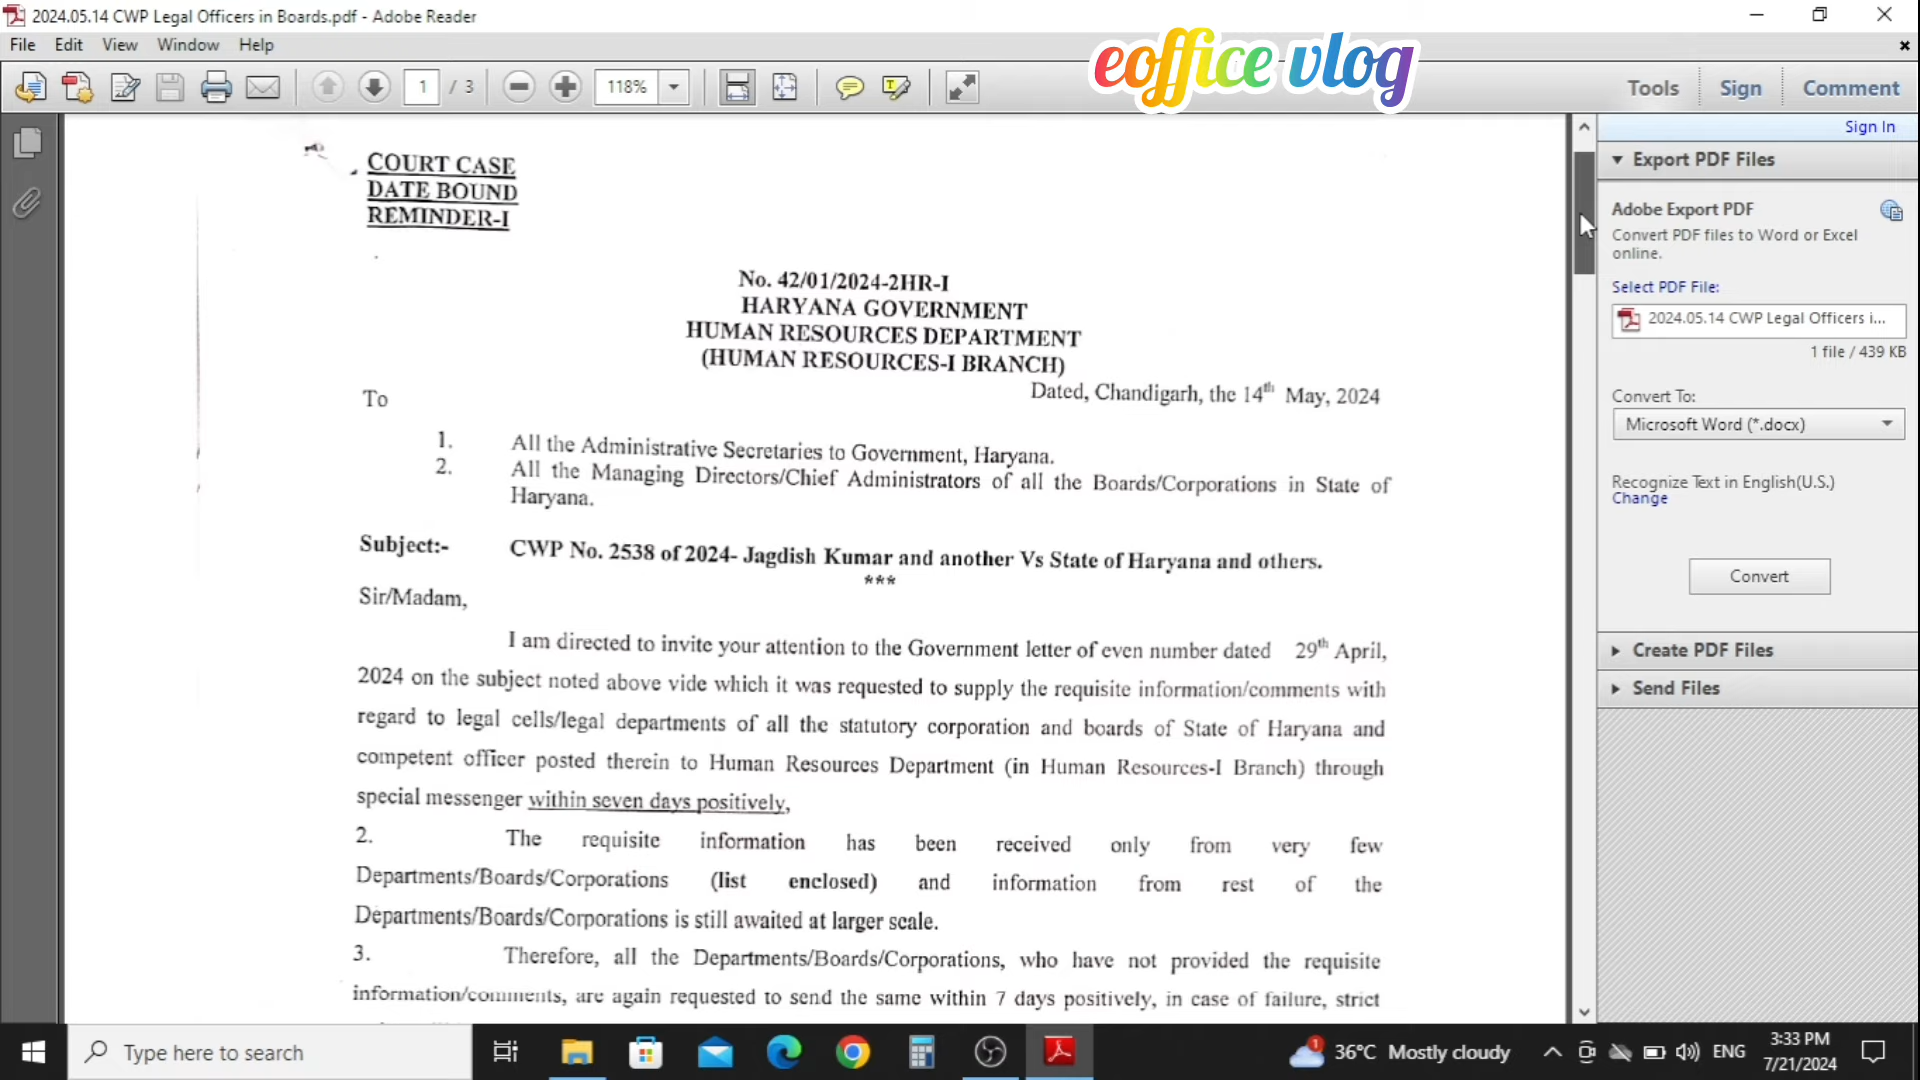 2024.05.14 CWP Legal Officers in Boards.pdf - Adobe Reader
File Edit View Window Help
eoffice vlog
1 / 3 118% Tools Sign Comment
Sign In
Export PDF Files
Adobe Export PDF
Convert PDF files to Word or Excel
online.
Select PDF File:
2024.05.14 CWP Legal Officers i...
1 file / 439 KB
Convert To:
Microsoft Word (*.docx)
Recognize Text in English(U.S.)
Change
Convert
Create PDF Files
Send Files
COURT CASE
DATE BOUND
REMINDER-I
No. 42/01/2024-2HR-I
HARYANA GOVERNMENT
HUMAN RESOURCES DEPARTMENT
(HUMAN RESOURCES-I BRANCH)
Dated, Chandigarh, the 14th May, 2024
To
1. All the Administrative Secretaries to Government, Haryana.
2. All the Managing Directors/Chief Administrators of all the Boards/Corporations in State of
Haryana.
Subject:- CWP No. 2538 of 2024- Jagdish Kumar and another Vs State of Haryana and others.
***
Sir/Madam,
I am directed to invite your attention to the Government letter of even number dated 29th April,
2024 on the subject noted above vide which it was requested to supply the requisite information/comments with
regard to legal cells/legal departments of all the statutory corporation and boards of State of Haryana and
competent officer posted therein to Human Resources Department (in Human Resources-I Branch) through
special messenger within seven days positively,
2. The requisite information has been received only from very few
Departments/Boards/Corporations (list enclosed) and information from rest of the
Departments/Boards/Corporations is still awaited at larger scale.
3. Therefore, all the Departments/Boards/Corporations, who have not provided the requisite
information/comments, are again requested to send the same within 7 days positively, in case of failure, strict
Type here to search
1 36°C Mostly cloudy
ENG
3:33 PM
7/21/2024